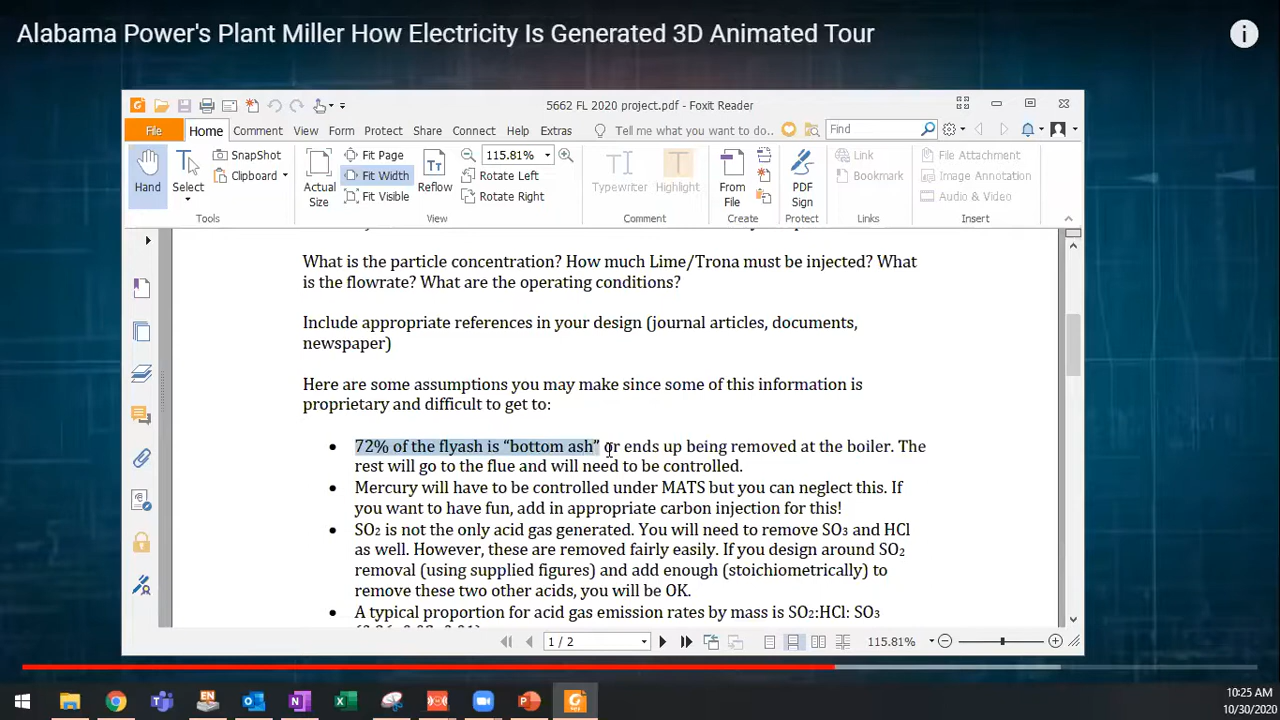 Alabama Power's Plant Miller How Electricity Is Generated 3D Animated Tour
5662 FL 2020 project.pdf - Foxit Reader
File Home Comment View Form Protect Share Connect Help Extras Tell me what you want to do.. Find
Hand
Select
SnapShot
Clipboard
Tools
Actual Size
Fit Page
Fit Width
Fit Visible
Reflow
115.81%
Rotate Left
Rotate Right
View
Typewriter
Highlight
Comment
From File
Create
PDF Sign
Protect
Link
Bookmark
Links
File Attachment
Image Annotation
Audio & Video
Insert
What is the particle concentration? How much Lime/Trona must be injected? What
is the flowrate? What are the operating conditions?
Include appropriate references in your design (journal articles, documents,
newspaper)
Here are some assumptions you may make since some of this information is
proprietary and difficult to get to:
• 72% of the flyash is “bottom ash” or ends up being removed at the boiler. The
rest will go to the flue and will need to be controlled.
• Mercury will have to be controlled under MATS but you can neglect this. If
you want to have fun, add in appropriate carbon injection for this!
• SO₂ is not the only acid gas generated. You will need to remove SO₃ and HCl
as well. However, these are removed fairly easily. If you design around SO₂
removal (using supplied figures) and add enough (stoichiometrically) to
remove these two other acids, you will be OK.
• A typical proportion for acid gas emission rates by mass is SO₂:HCl: SO₃
1 / 2
115.81%
10:25 AM
10/30/2020